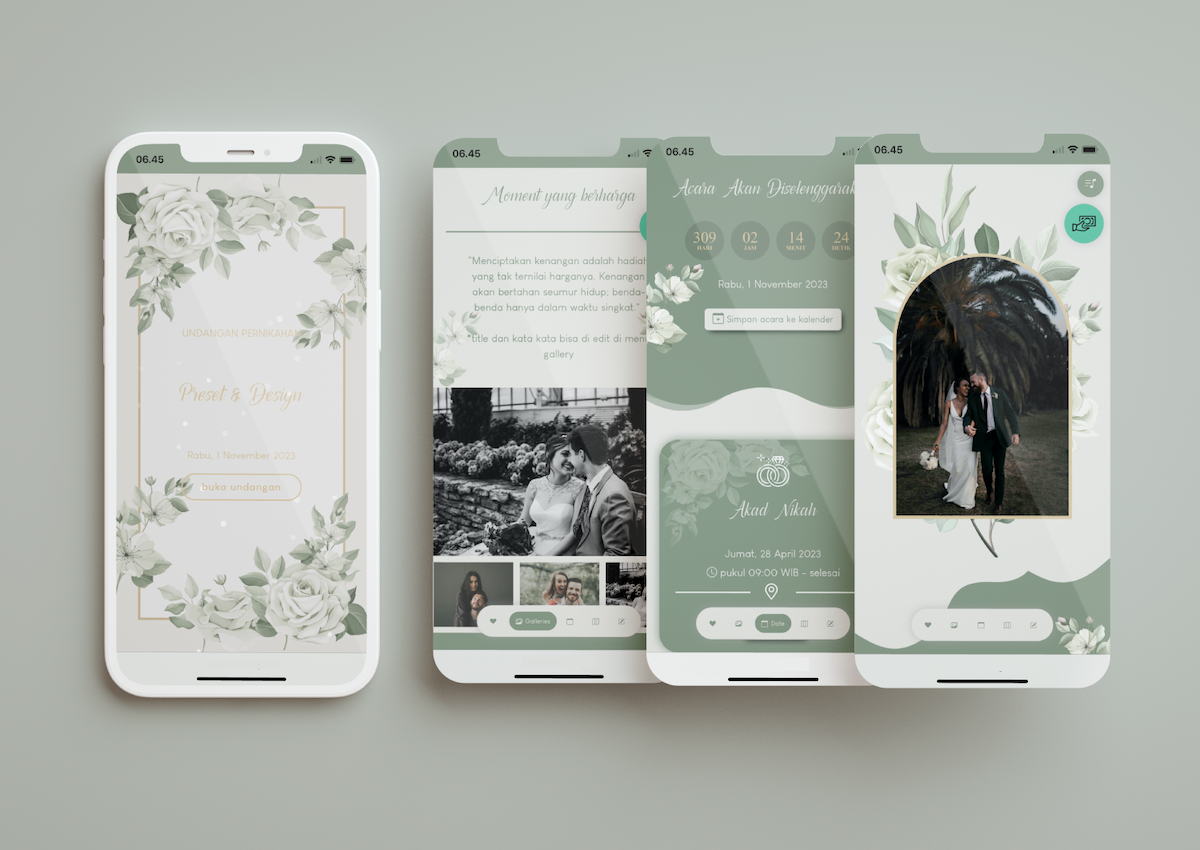 06.45
UNDANGAN PERNIKAHAN
Preset & Design
Rabu, 1 November 2023
buka undangan
06.45
Moment yang berharga
"Menciptakan kenangan adalah hadiah
yang tak ternilai harganya. Kenangan
akan bertahan seumur hidup; benda-
benda hanya dalam waktu singkat."
*title dan kata kata bisa di edit di men
gallery
Galleries
06.45
Acara Akan Diselenggarak
309 02 14 24
HARI JAM MENIT DETIK
Rabu, 1 November 2023
Simpan acara ke kalender
Akad Nikah
Jumat, 28 April 2023
pukul 09:00 WIB - selesai
Date
06.45